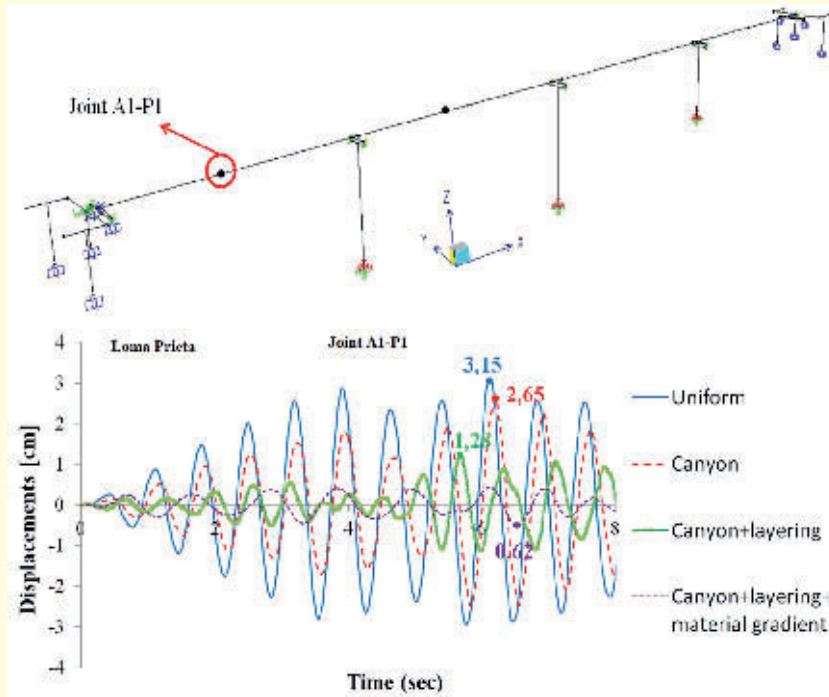 Joint A1-P1
Z
Y
X
Loma Prieta
Joint A1-P1
4
3
2
1
0
-1
-2
-3
-4
0
2
4
6
8
3,15
2,65
1,28
0.62
Displacements [cm]
Time (sec)
Uniform
Canyon
Canyon+layering
Canyon+layering+
material gradient